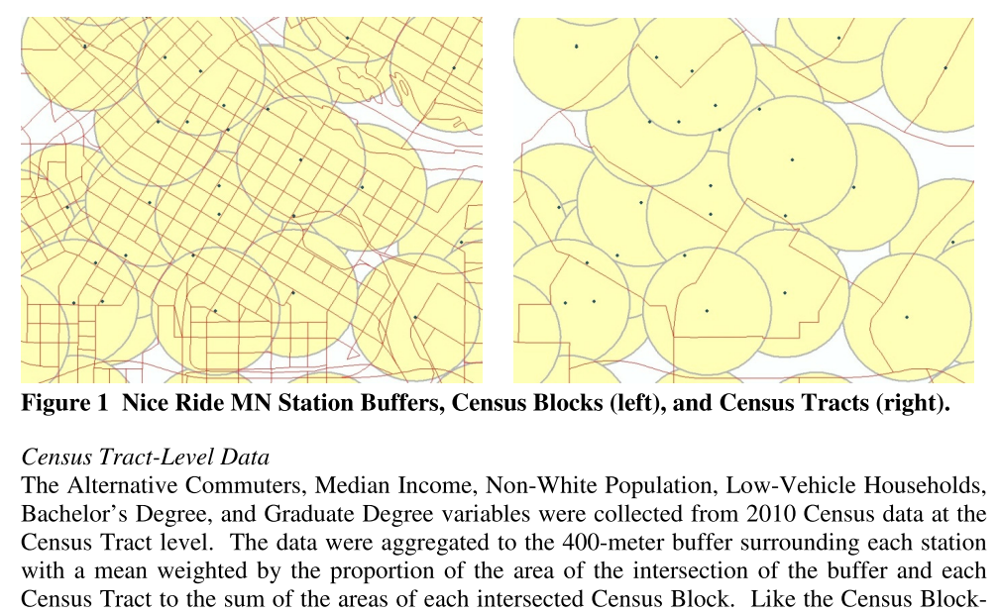 Figure 1  Nice Ride MN Station Buffers, Census Blocks (left), and Census Tracts (right).
Census Tract-Level Data
The Alternative Commuters, Median Income, Non-White Population, Low-Vehicle Households,
Bachelor's Degree, and Graduate Degree variables were collected from 2010 Census data at the
Census Tract level.  The data were aggregated to the 400-meter buffer surrounding each station
with a mean weighted by the proportion of the area of the intersection of the buffer and each
Census Tract to the sum of the areas of each intersected Census Block.  Like the Census Block-